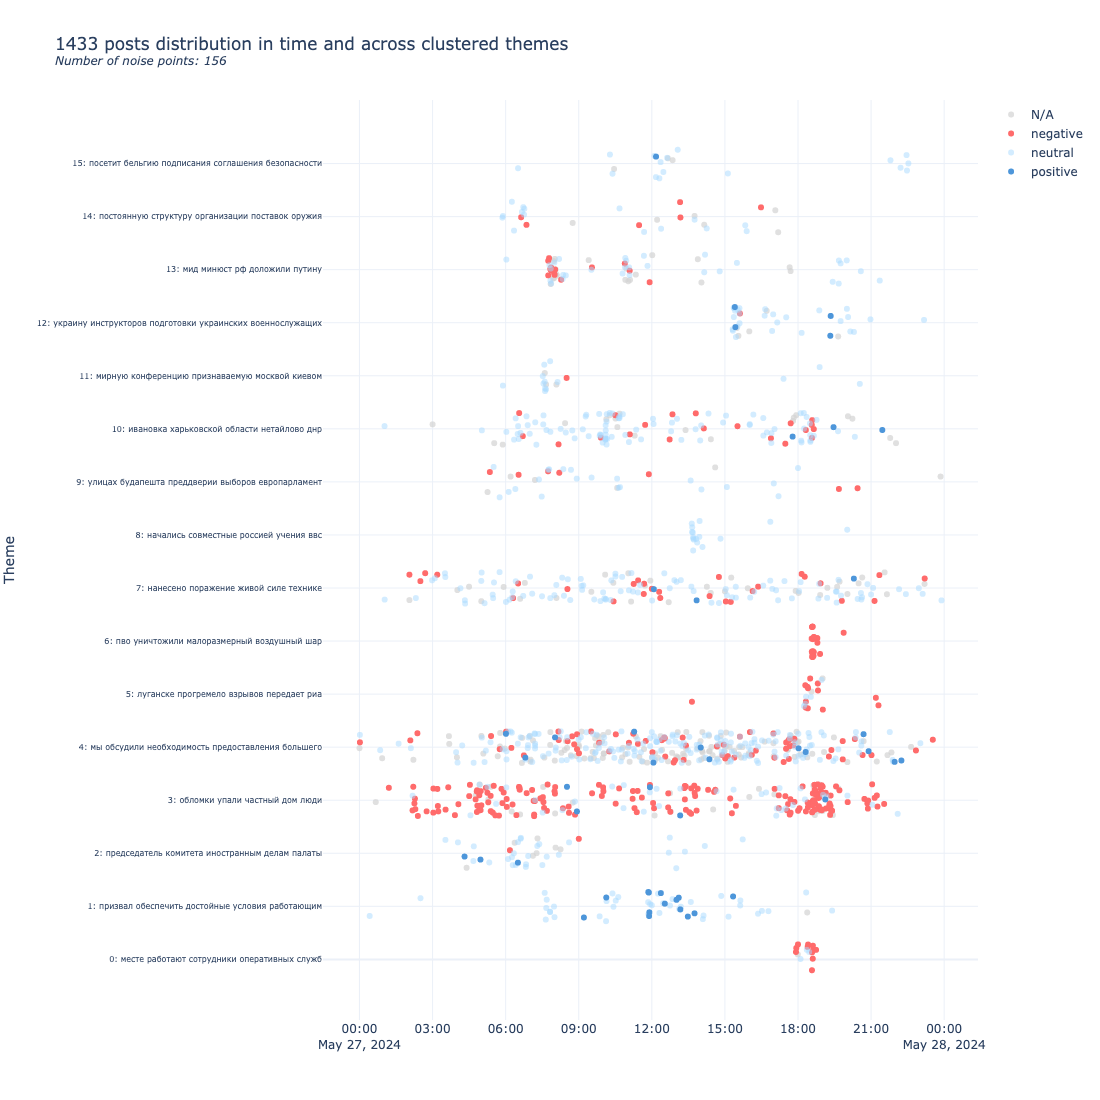 1433 posts distribution in time and across clustered themes
Number of noise points: 156
N/A
negative
neutral
positive
Theme
15: посетит бельгию подписания соглашения безопасности
14: постоянную структуру организации поставок оружия
13: мид минюст рф доложили путину
12: украину инструкторов подготовки украинских военнослужащих
11: мирную конференцию признаваемую москвой киевом
10: ивановка харьковской области нетайлово днр
9: улицах будапешта преддверии выборов европарламент
8: начались совместные россией учения ввс
7: нанесено поражение живой силе технике
6: пво уничтожили малоразмерный воздушный шар
5: луганске прогремело взрывов передает риа
4: мы обсудили необходимость предоставления большего
3: обломки упали частный дом люди
2: председатель комитета иностранным делам палаты
1: призвал обеспечить достойные условия работающим
0: месте работают сотрудники оперативных служб
00:00 03:00 06:00 09:00 12:00 15:00 18:00 21:00 00:00
May 27, 2024 May 28, 2024